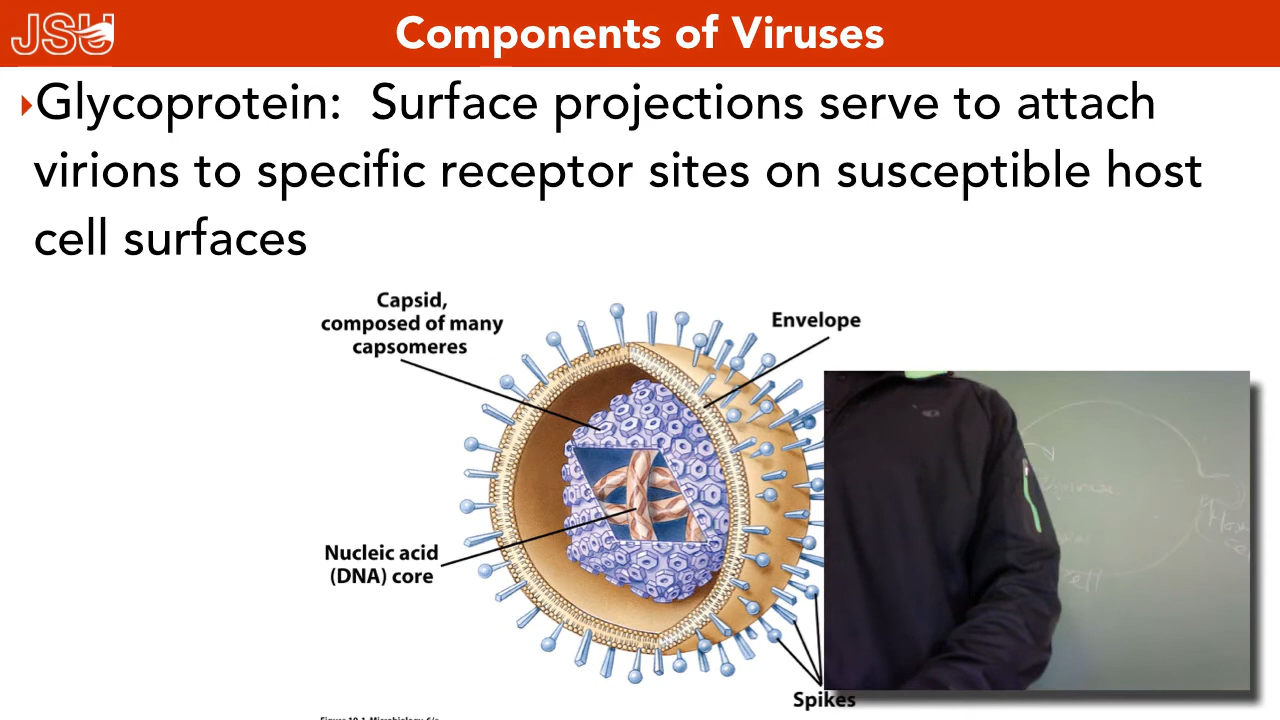 JSU
Components of Viruses
Glycoprotein: Surface projections serve to attach
virions to specific receptor sites on susceptible host
cell surfaces
Capsid,
composed of many
capsomeres
Envelope
Nucleic acid
(DNA) core
Spikes